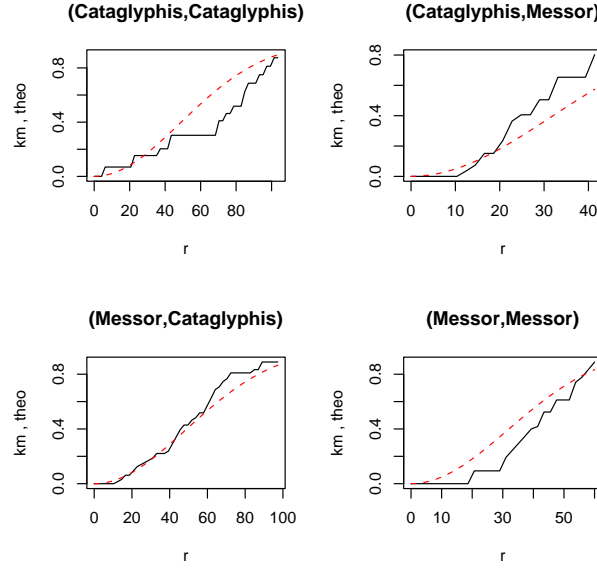 (Cataglyphis,Cataglyphis)
km , theo
0.0 0.4 0.8
0 20 40 60 80
r
(Cataglyphis,Messor)
km , theo
0.0 0.4 0.8
0 10 20 30 40
r
(Messor,Cataglyphis)
km , theo
0.0 0.4 0.8
0 20 40 60 80 100
r
(Messor,Messor)
km , theo
0.0 0.4 0.8
0 10 30 50
r